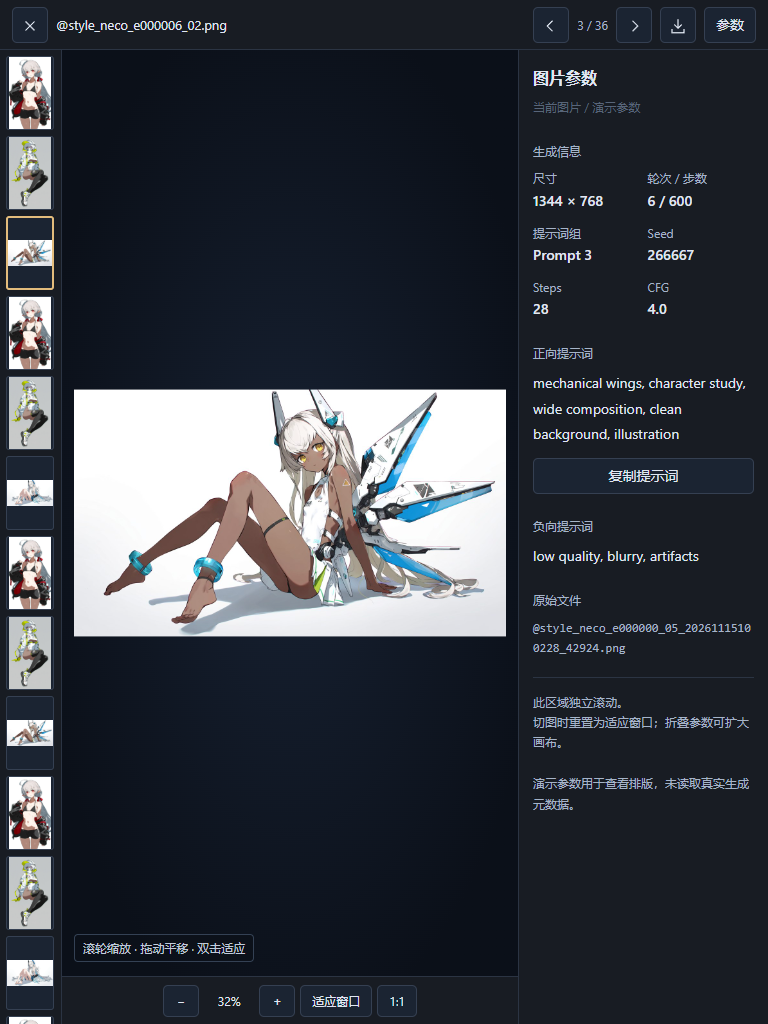 @style_neco_e000006_02.png
3 / 36
参数
图片参数
当前图片 / 演示参数
生成信息
尺寸
轮次 / 步数
1344 × 768
6 / 600
提示词组
Seed
Prompt 3
266667
Steps
CFG
28
4.0
正向提示词
mechanical wings, character study,
wide composition, clean
background, illustration
复制提示词
负向提示词
low quality, blurry, artifacts
原始文件
@style_neco_e000000_05_2026111510
0228_42924.png
此区域独立滚动。
切图时重置为适应窗口；折叠参数可扩大
画布。
演示参数用于查看排版，未读取真实生成
元数据。
滚轮缩放 · 拖动平移 · 双击适应
−
32%
+
适应窗口
1:1